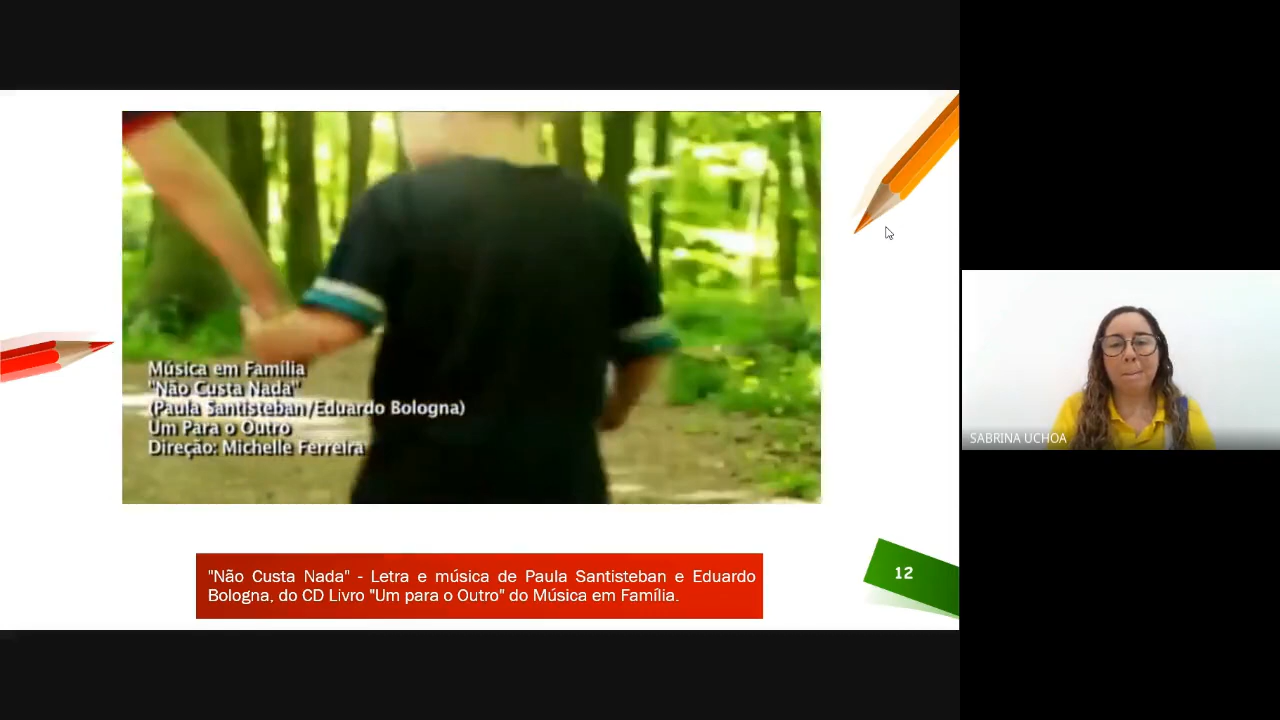 Música em Família
"Não Custa Nada"
(Paula Santisteban/Eduardo Bologna)
Um Para o Outro
Direção: Michelle Ferreira
SABRINA UCHOA
"Não Custa Nada" - Letra e música de Paula Santisteban e Eduardo
Bologna, do CD Livro "Um para o Outro" do Música em Família.
12